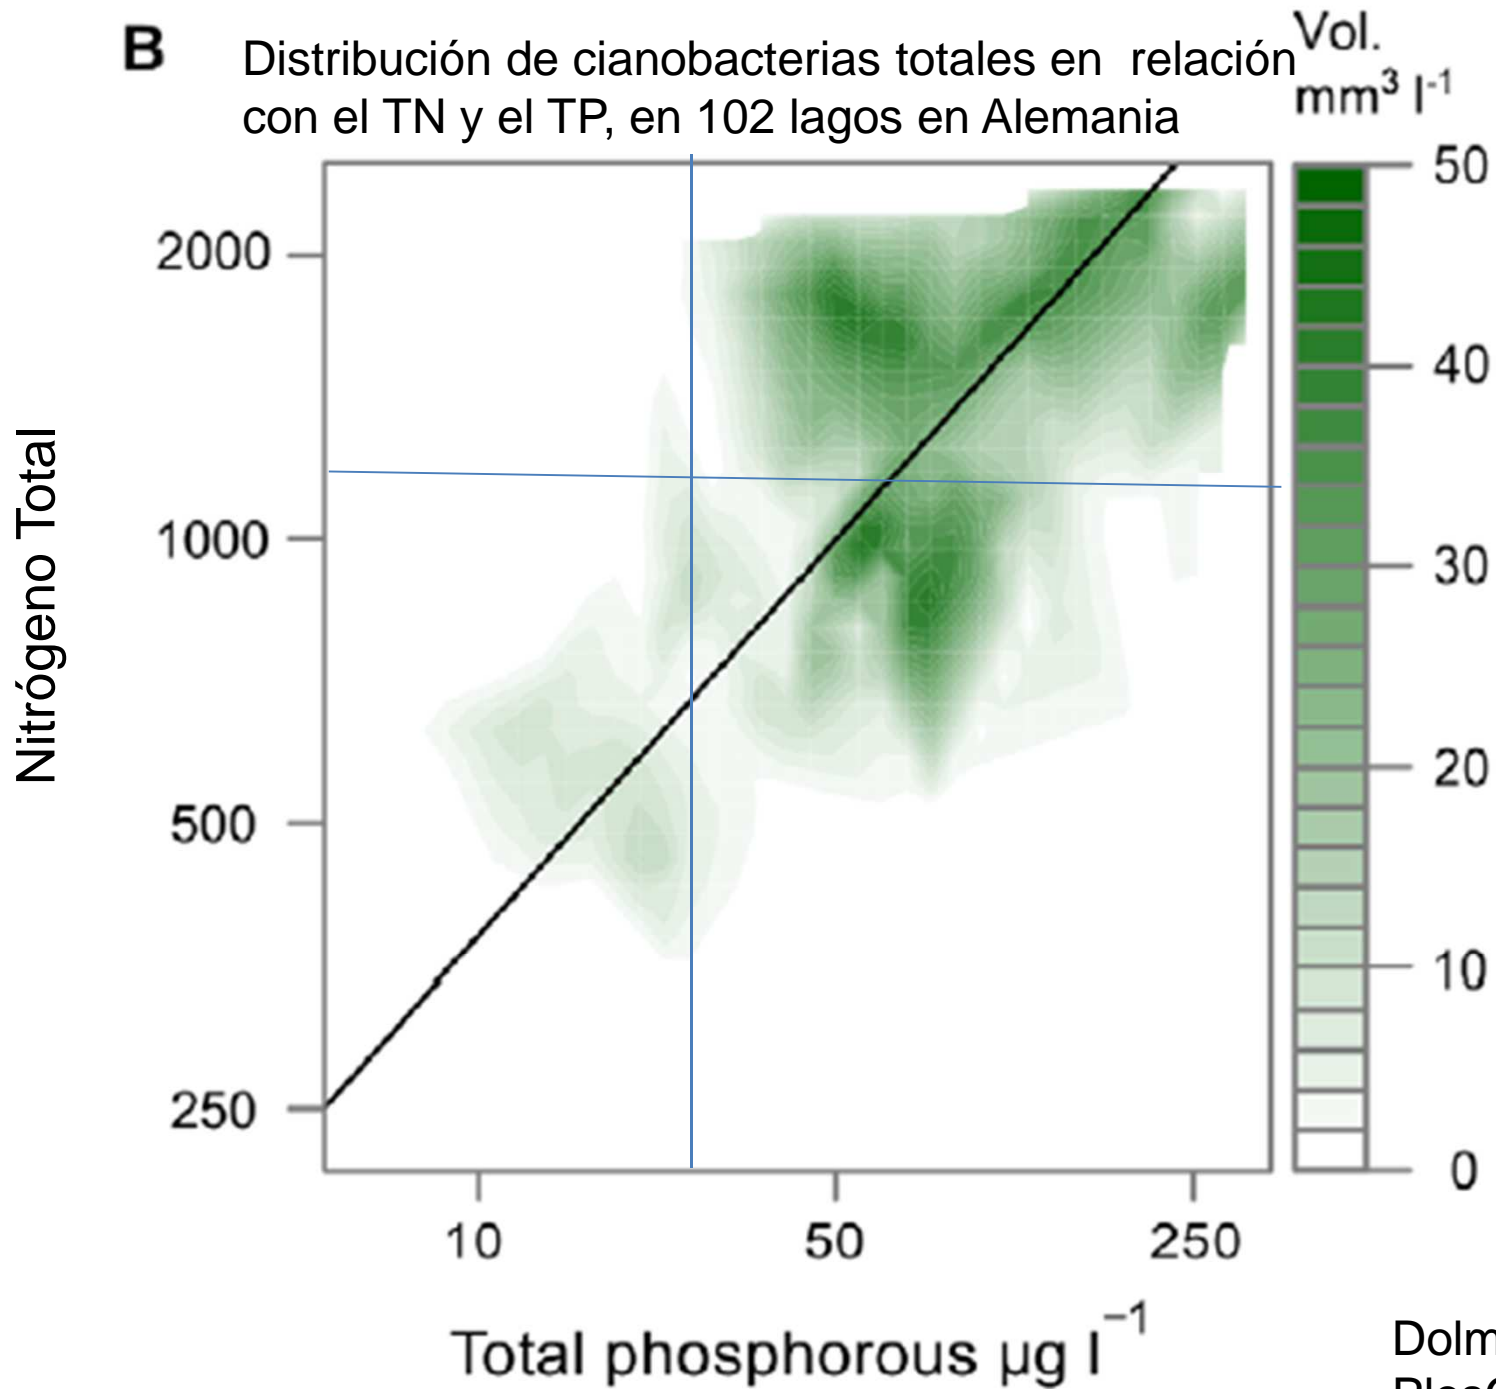 B
Distribución de cianobacterias totales en relación
con el TN y el TP, en 102 lagos en Alemania
Vol.
mm³ l⁻¹
50
40
30
20
10
0
Nitrógeno Total
2000
1000
500
250
10 50 250
Total phosphorous µg l⁻¹
Dolm